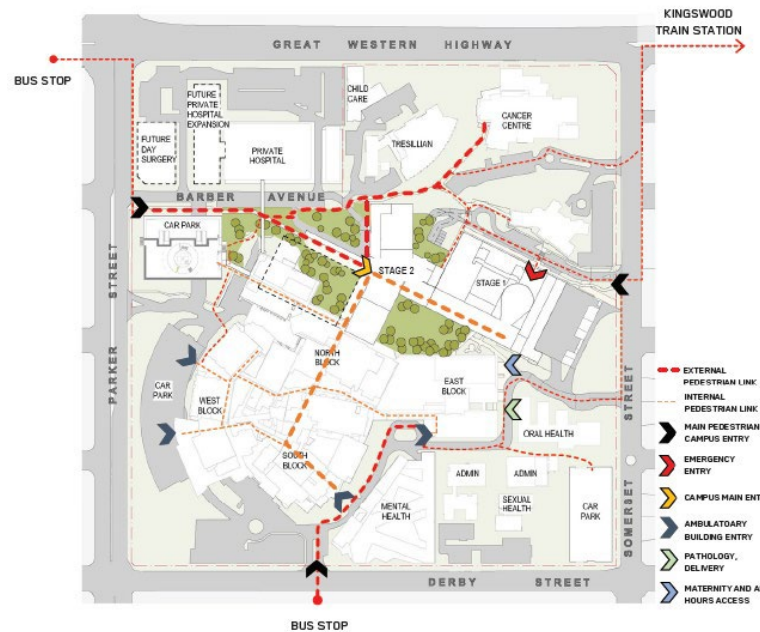 KINGSWOOD
TRAIN STATION
GREAT WESTERN HIGHWAY
BUS STOP
CHILD
CARE
FUTURE
PRIVATE
HOSPITAL
EXPANSION
CANCER
CENTRE
FUTURE
DAY
SURGERY
PRIVATE
HOSPITAL
TRESILLIAN
BARBER AVENUE
CAR PARK
PARKER STREET
STAGE 2
STAGE 1
NORTH
BLOCK
EAST
BLOCK
CAR
PARK
WEST
BLOCK
SOUTH
BLOCK
ORAL HEALTH
ADMIN
ADMIN
MENTAL
HEALTH
SEXUAL
HEALTH
CAR
PARK
SOMERSET STREET
DERBY STREET
BUS STOP
EXTERNAL
PEDESTRIAN LINK
INTERNAL
PEDESTRIAN LINK
MAIN PEDESTRIAN
CAMPUS ENTRY
EMERGENCY
ENTRY
CAMPUS MAIN ENT
AMBULATOARY
BUILDING ENTRY
PATHOLOGY,
DELIVERY
MATERNITY AND A
HOURS ACCESS